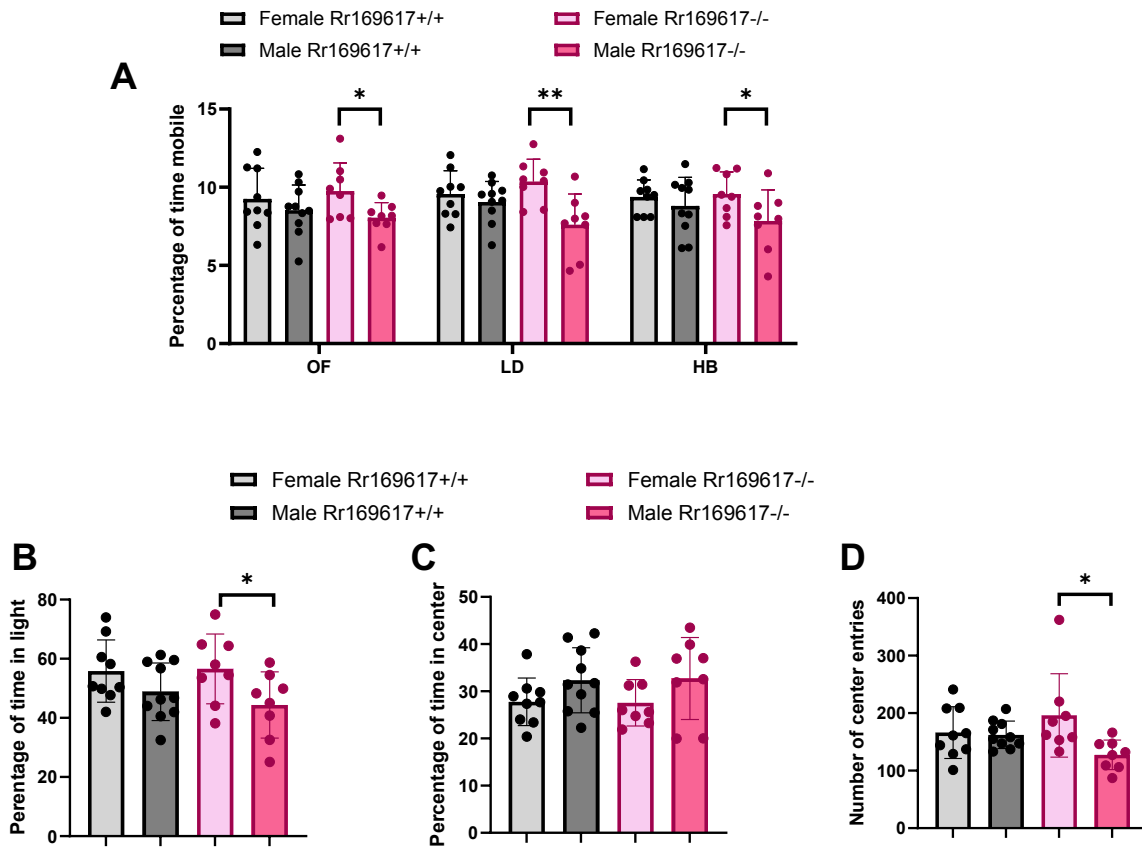 Female Rr169617+/+ Female Rr169617-/-
Male Rr169617+/+ Male Rr169617-/-
A
* ** *
Percentage of time mobile
15
10
5
0
OF LD HB
Female Rr169617+/+ Female Rr169617-/-
Male Rr169617+/+ Male Rr169617-/-
B
*
Perentage of time in light
80
60
40
20
0
C
Percentage of time in center
50
40
30
20
10
0
D
*
Number of center entries
400
300
200
100
0